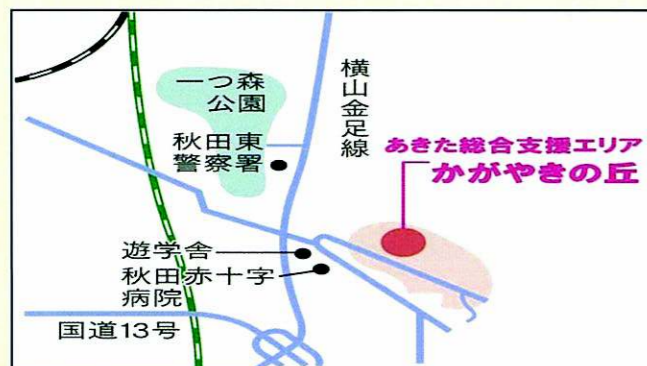 一つ森
公園
横山金足線
秋田東
警察署
あきた総合支援エリア
かがやきの丘
遊学舎
秋田赤十字
病院
国道13号